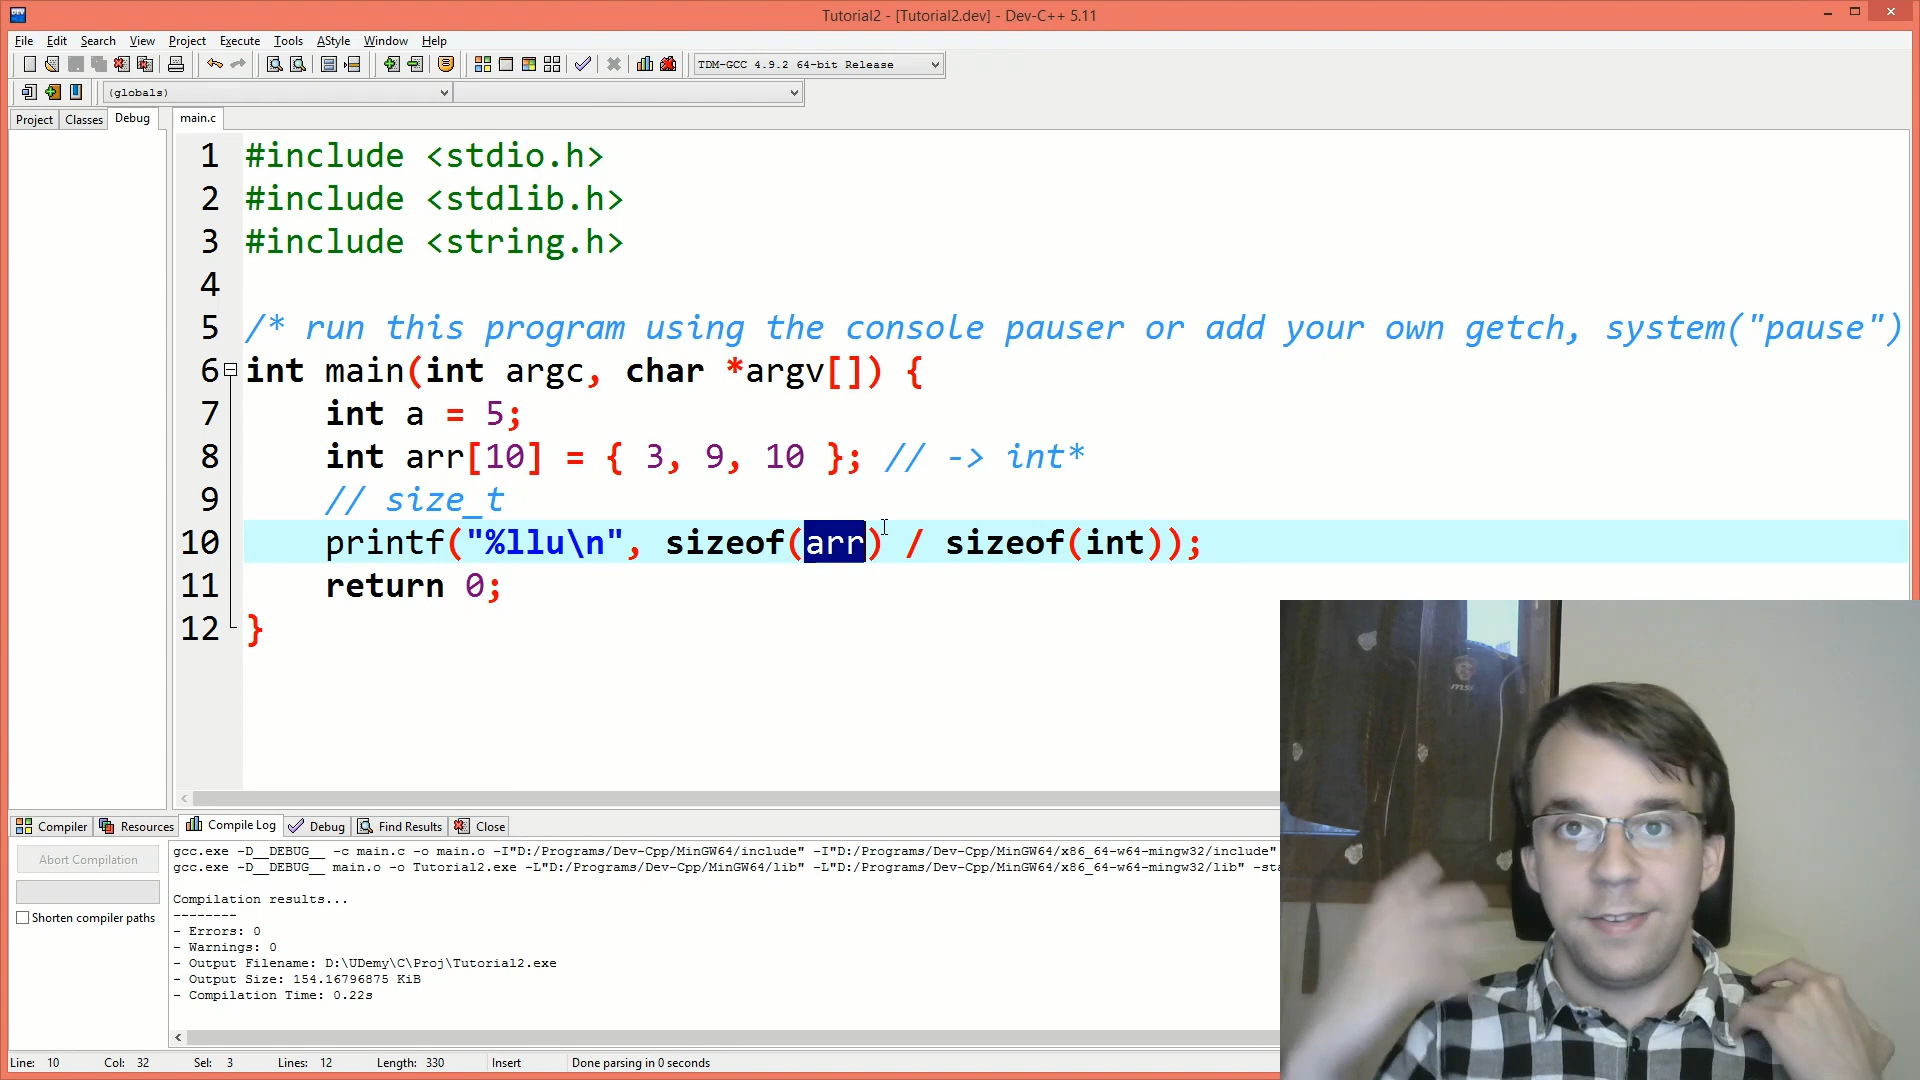 Tutorial2 - [Tutorial2.dev] - Dev-C++ 5.11
File Edit Search View Project Execute Tools AStyle Window Help
TDM-GCC 4.9.2 64-bit Release
(globals)
Project Classes Debug main.c
1 #include <stdio.h>
2 #include <stdlib.h>
3 #include <string.h>
4
5 /* run this program using the console pauser or add your own getch, system("pause")
6 int main(int argc, char *argv[]) {
7 int a = 5;
8 int arr[10] = { 3, 9, 10 }; // -> int*
9 // size_t
10 printf("%llu\n", sizeof(arr) / sizeof(int));
11 return 0;
12 }
msi
Compiler Resources Compile Log Debug Find Results Close
Abort Compilation
Shorten compiler paths
gcc.exe -D__DEBUG__ -c main.c -o main.o -I"D:/Programs/Dev-Cpp/MinGW64/include" -I"D:/Programs/Dev-Cpp/MinGW64/x86_64-w64-mingw32/include"
gcc.exe -D__DEBUG__ main.o -o Tutorial2.exe -L"D:/Programs/Dev-Cpp/MinGW64/lib" -L"D:/Programs/Dev-Cpp/MinGW64/x86_64-w64-mingw32/lib" -sta
Compilation results...
--------
- Errors: 0
- Warnings: 0
- Output Filename: D:\UDemy\C\Proj\Tutorial2.exe
- Output Size: 154.16796875 KiB
- Compilation Time: 0.22s
Line: 10 Col: 32 Sel: 3 Lines: 12 Length: 330 Insert Done parsing in 0 seconds